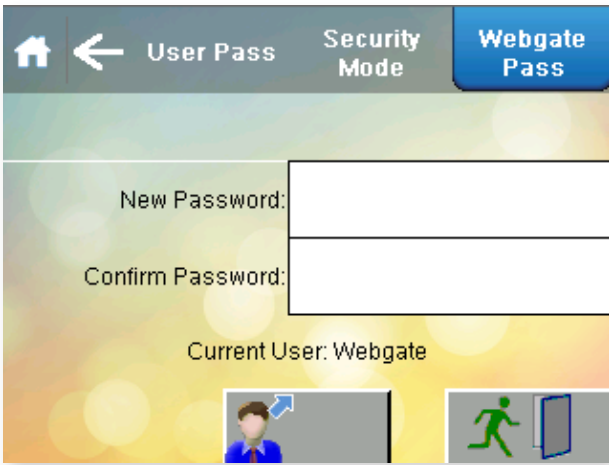 User Pass
Security
Mode
Webgate
Pass
New Password:
Confirm Password:
Current User: Webgate